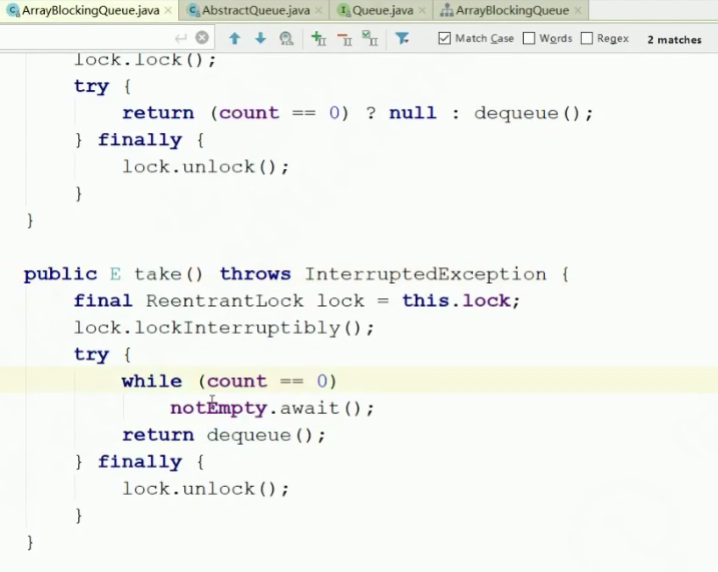 ArrayBlockingQueue.java × AbstractQueue.java × Queue.java × ArrayBlockingQueue ×
Match Case Words Regex 2 matches
lock.lock();
try {
return (count == 0) ? null : dequeue();
} finally {
lock.unlock();
}
}
public E take() throws InterruptedException {
final ReentrantLock lock = this.lock;
lock.lockInterruptibly();
try {
while (count == 0)
notEmpty.await();
return dequeue();
} finally {
lock.unlock();
}
}